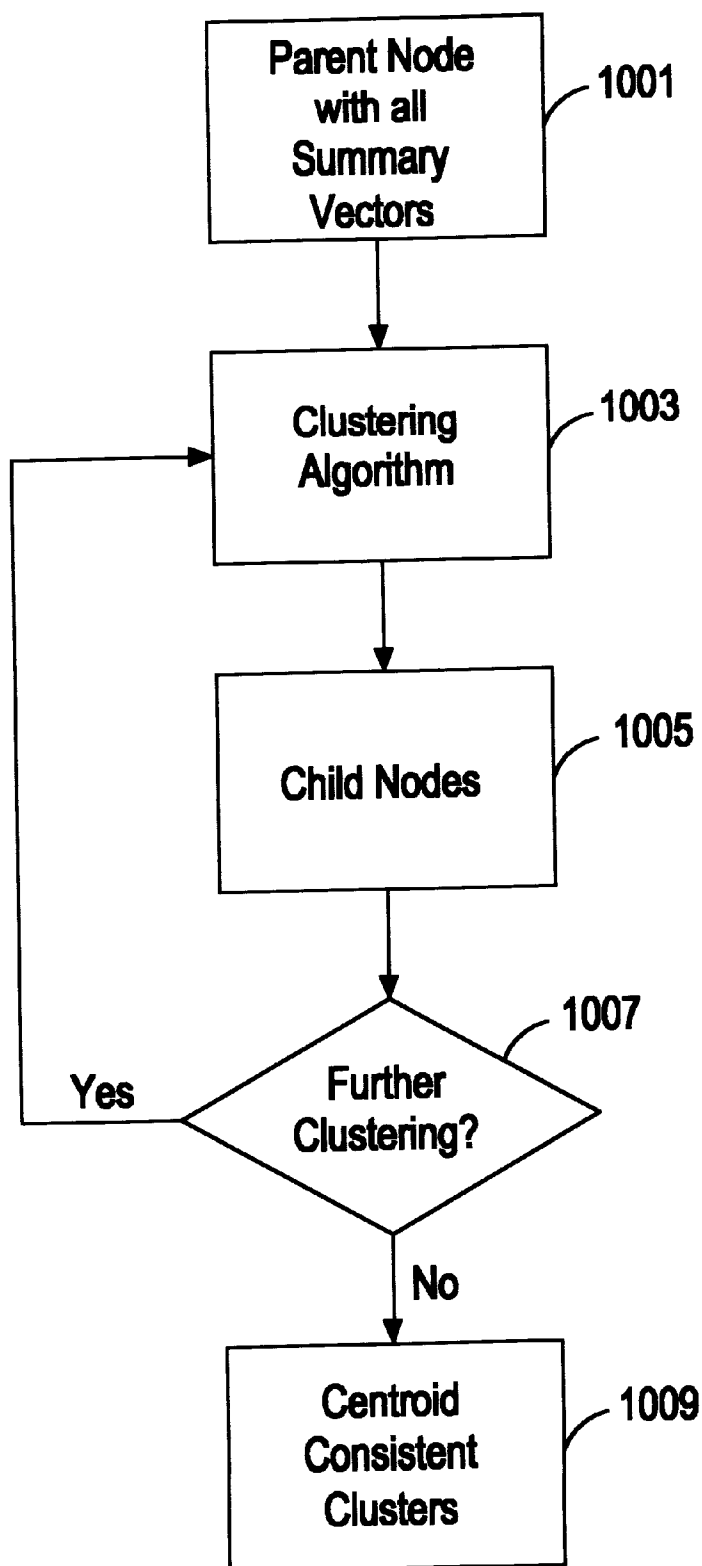 Parent Node
with all
Summary
Vectors
1001
Clustering
Algorithm
1003
Child Nodes
1005
Further
Clustering?
1007
Yes
No
Centroid
Consistent
Clusters
1009